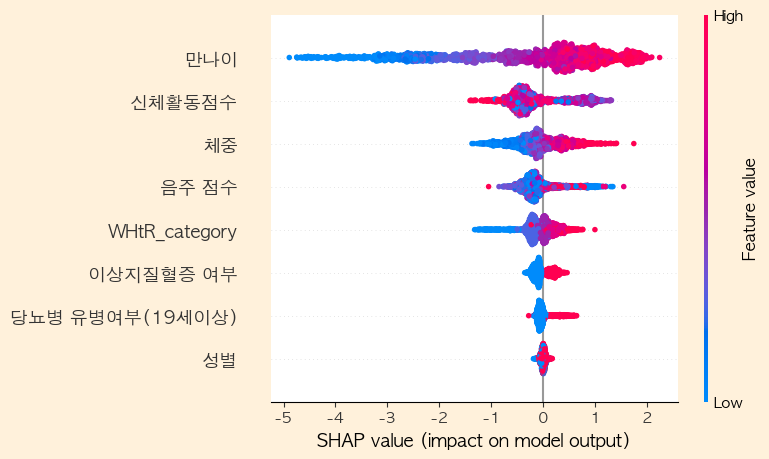 High
만나이
신체활동점수
체중
음주 점수
WHtR_category
이상지질혈증 여부
당뇨병 유병여부(19세이상)
성별
Feature value
Low
-5 -4 -3 -2 -1 0 1 2
SHAP value (impact on model output)